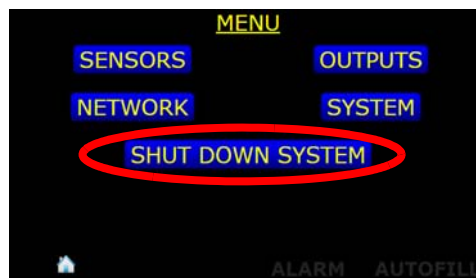 MENU
SENSORS OUTPUTS
NETWORK SYSTEM
SHUT DOWN SYSTEM
ALARM AUTOFILL